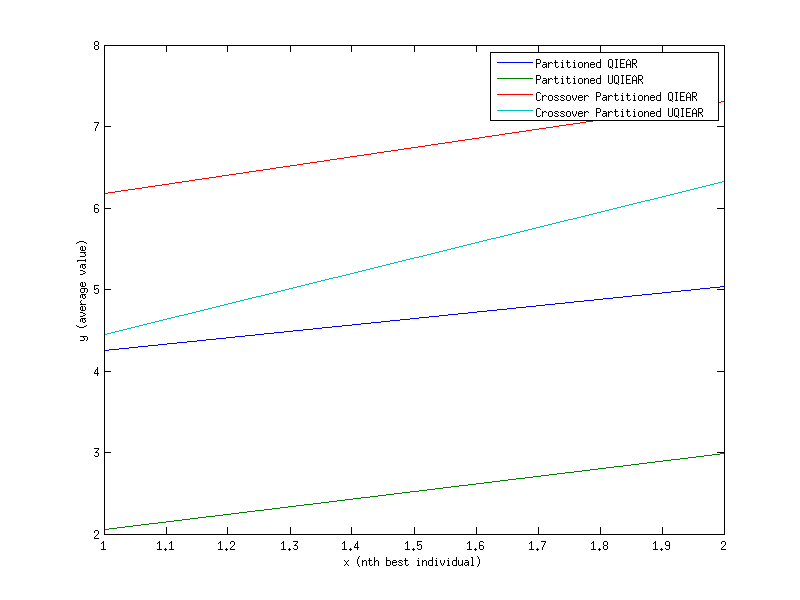 8
7
6
5
4
3
2
y (average value)
Partitioned QIEAR
Partitioned UQIEAR
Crossover Partitioned QIEAR
Crossover Partitioned UQIEAR
1 1.1 1.2 1.3 1.4 1.5 1.6 1.7 1.8 1.9 2
x (nth best individual)